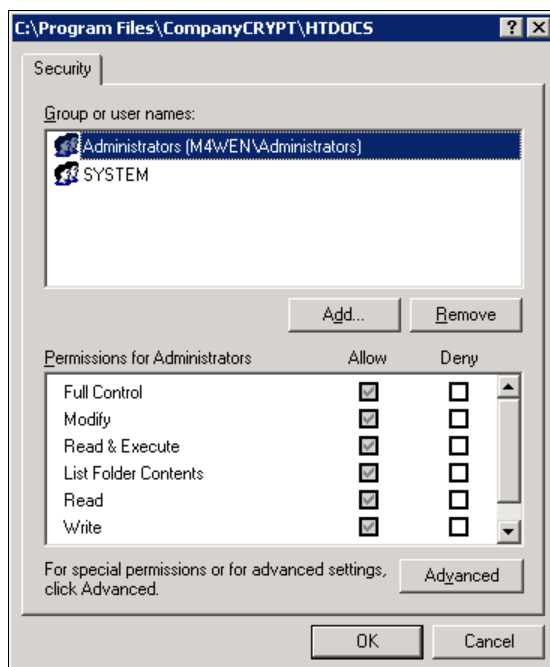 C:\Program Files\CompanyCRYPT\HTDOCS
Security
Group or user names:
Administrators (M4WEN\Administrators)
SYSTEM
Add... Remove
Permissions for Administrators Allow Deny
Full Control
Modify
Read & Execute
List Folder Contents
Read
Write
For special permissions or for advanced settings,
click Advanced.
Advanced
OK Cancel